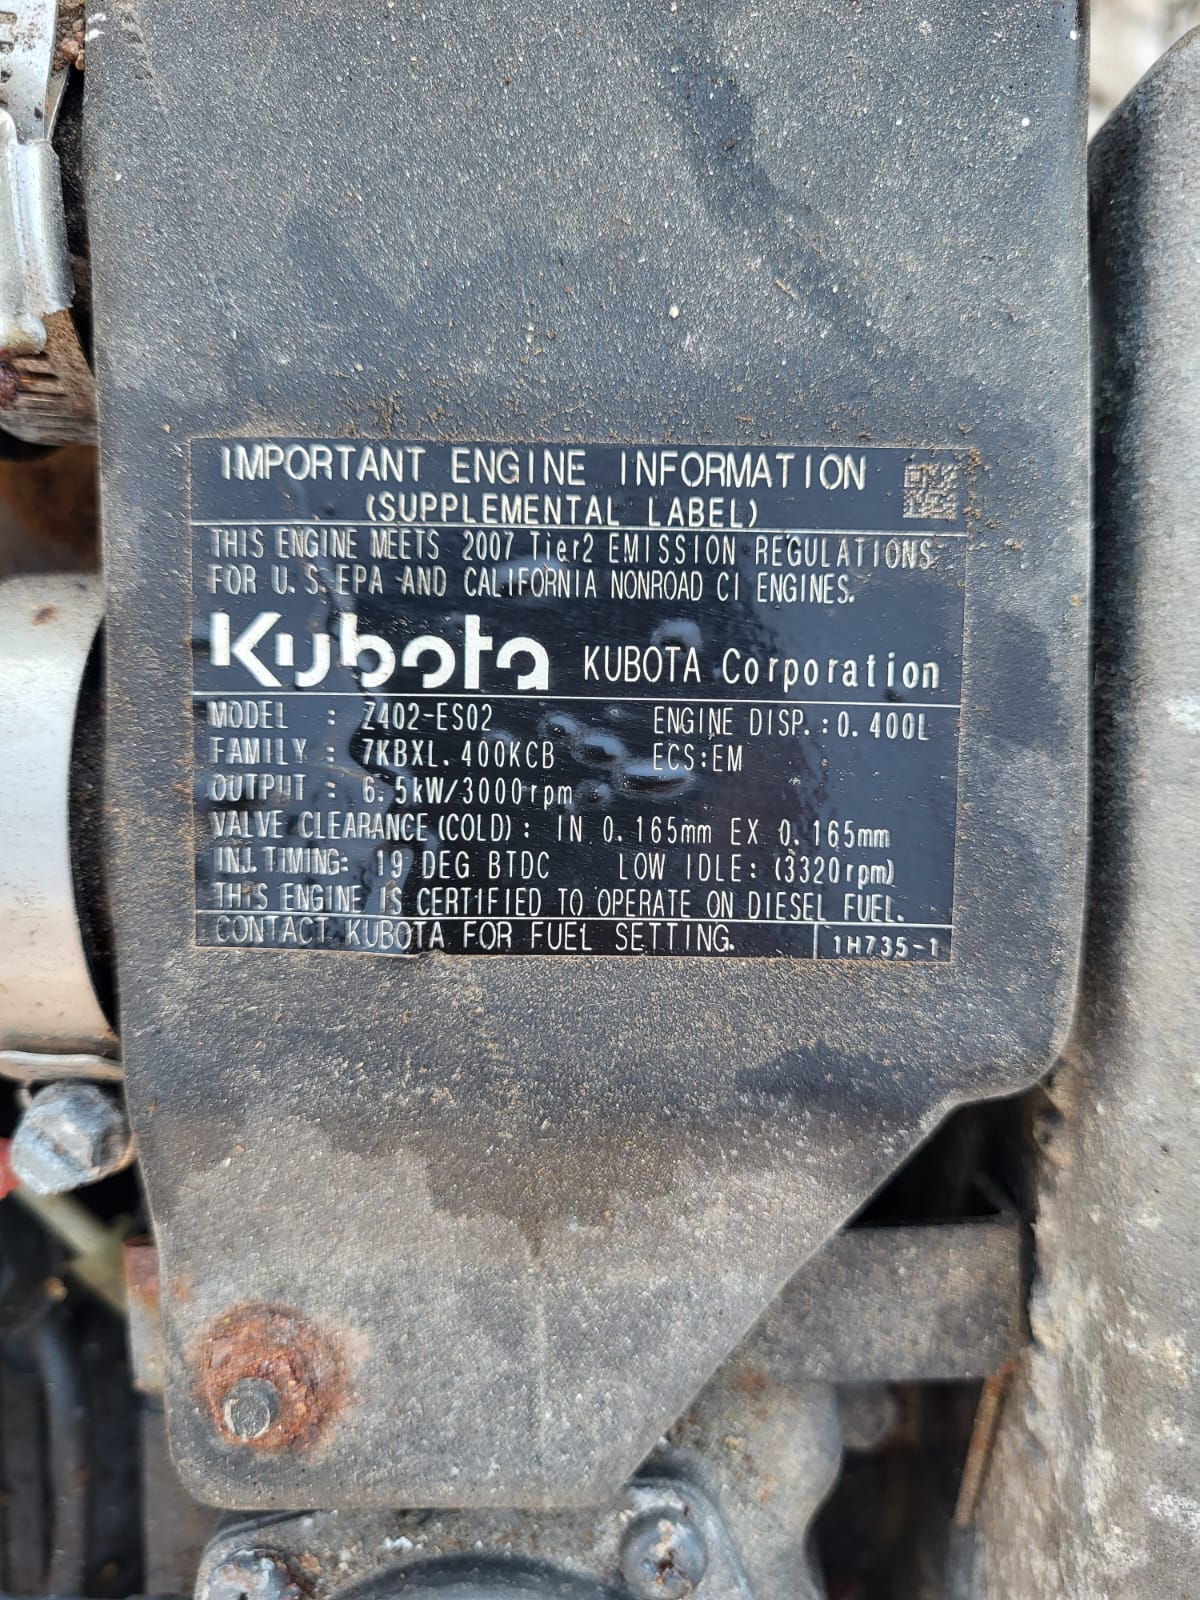 IMPORTANT ENGINE INFORMATION
(SUPPLEMENTAL LABEL)
THIS ENGINE MEETS 2007 Tier2 EMISSION REGULATIONS
FOR U.S.EPA AND CALIFORNIA NONROAD CI ENGINES.
Kubota KUBOTA Corporation
MODEL : Z402-ES02 ENGINE DISP.:0.400L
FAMILY : 7KBXL.400KCB ECS:EM
OUTPUT : 6.5kW/3000rpm
VALVE CLEARANCE(COLD): IN 0.165mm EX 0.165mm
INJ.TIMING: 19 DEG BTDC LOW IDLE: (3320rpm)
THIS ENGINE IS CERTIFIED TO OPERATE ON DIESEL FUEL.
CONTACT KUBOTA FOR FUEL SETTING. 1H735-1